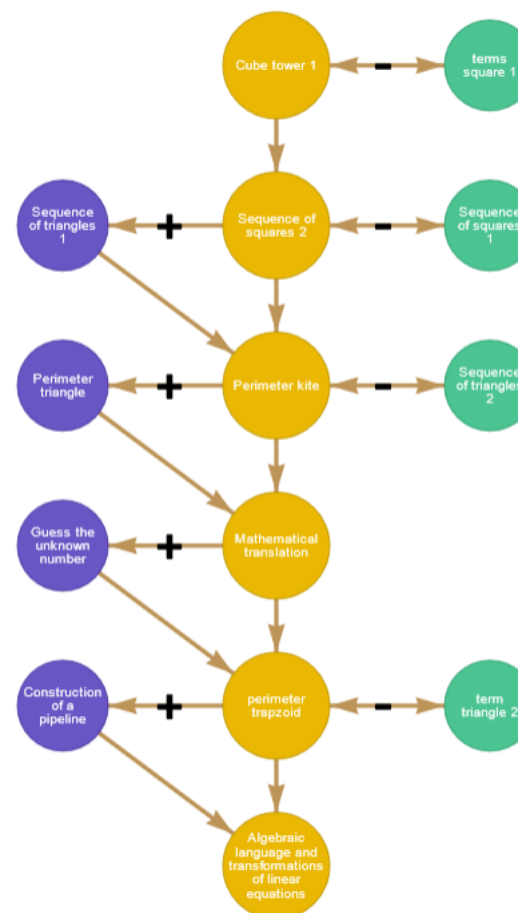 Cube tower 1
-
terms
square 1
Sequence
of triangles
1
+
Sequence of
squares 2
-
Sequence
of squares
1
Perimeter
triangle
+
Perimeter kite
-
Sequence
of triangles
2
Guess the
unknown
number
+
Mathematical
translation
Construction
of a
pipeline
+
perimeter
trapzoid
-
term
triangle 2
Algebraic
language and
transformations
of linear
equations